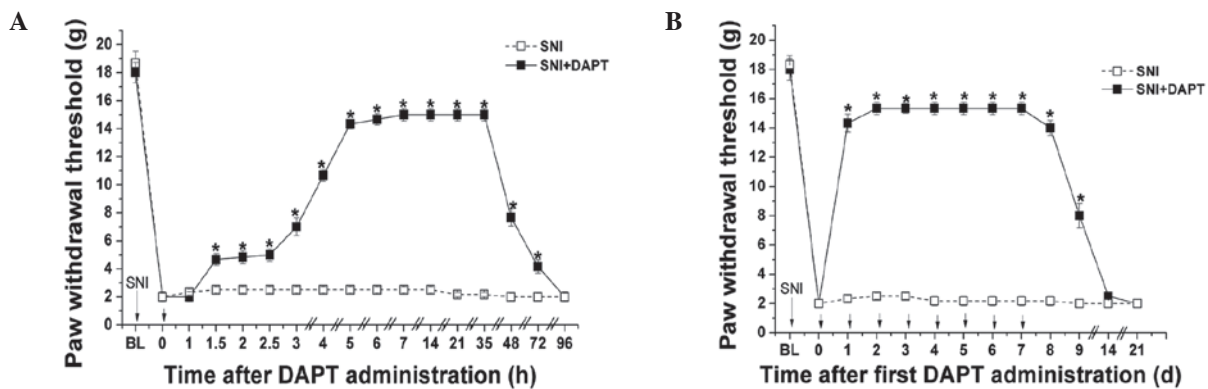 A
Paw withdrawal threshold (g)
20
18
16
14
12
10
8
6
4
2
0
SNI
SNI+DAPT
* * * * * * * * * * * * *
SNI
BL 0 1 1.5 2 2.5 3 4 5 6 7 14 21 35 48 72 96
Time after DAPT administration (h)
B
Paw withdrawal threshold (g)
20
18
16
14
12
10
8
6
4
2
0
SNI
SNI+DAPT
* * * * * * * * *
SNI
BL 0 1 2 3 4 5 6 7 8 9 14 21
Time after first DAPT administration (d)